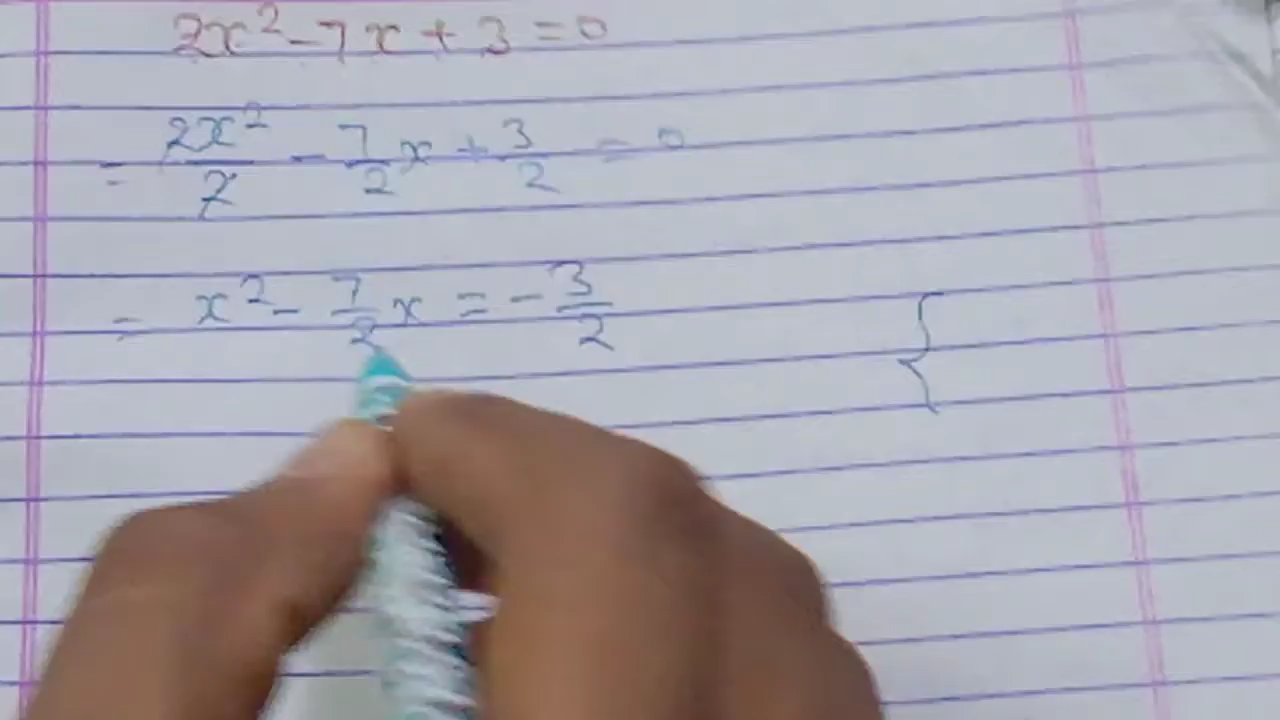 2x² - 7x + 3 = 0
= 2x²/2 - 7/2 x + 3/2 = 0
= x² - 7/2 x = - 3/2 {